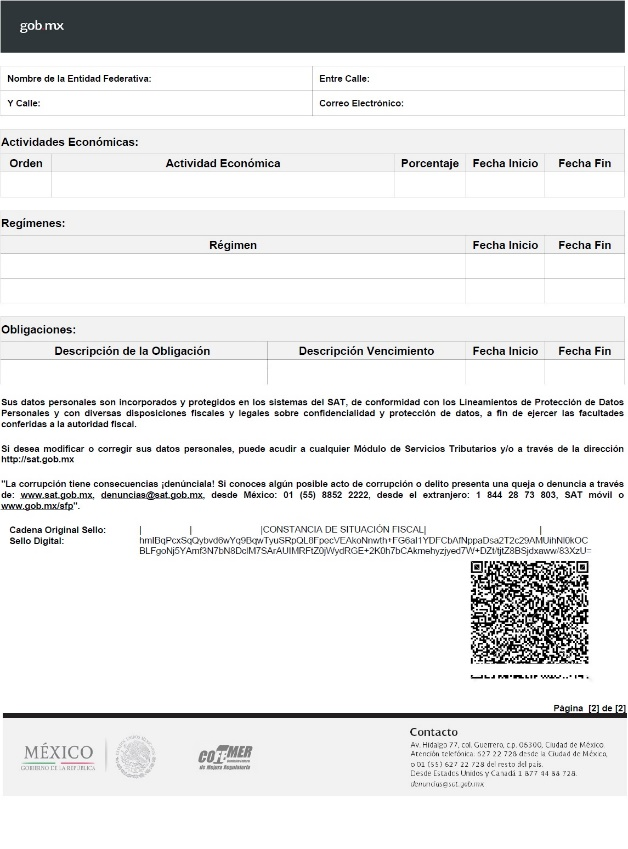 gob.mx
Nombre de la Entidad Federativa: Entre Calle:
Y Calle: Correo Electrónico:
Actividades Económicas:
Orden Actividad Económica Porcentaje Fecha Inicio Fecha Fin
Regímenes:
Régimen Fecha Inicio Fecha Fin
Obligaciones:
Descripción de la Obligación Descripción Vencimiento Fecha Inicio Fecha Fin
Sus datos personales son incorporados y protegidos en los sistemas del SAT, de conformidad con los Lineamientos de Protección de Datos
Personales y con diversas disposiciones fiscales y legales sobre confidencialidad y protección de datos, a fin de ejercer las facultades
conferidas a la autoridad fiscal.
Si desea modificar o corregir sus datos personales, puede acudir a cualquier Módulo de Servicios Tributarios y/o a través de la dirección
http://sat.gob.mx
"La corrupción tiene consecuencias ¡denúnciala! Si conoces algún posible acto de corrupción o delito presenta una queja o denuncia a través
de: www.sat.gob.mx, denuncias@sat.gob.mx, desde México: 01 (55) 8852 2222, desde el extranjero: 1 844 28 73 803, SAT móvil o
www.gob.mx/sfp".
Cadena Original Sello: | | |CONSTANCIA DE SITUACIÓN FISCAL| |
Sello Digital:
Página [2] de [2]
Contacto
Av. Hidalgo 77, col. Guerrero, c.p. 06300, Ciudad de México.
Atención telefónica: 627 22 728 desde la Ciudad de México,
o 01 (55) 627 22 728 del resto del país.
Desde Estados Unidos y Canadá 1 877 44 88 728.
denuncias@sat.gob.mx
MÉXICO
GOBIERNO DE LA REPÚBLICA
COFEMER
de Mejora Regulatoria